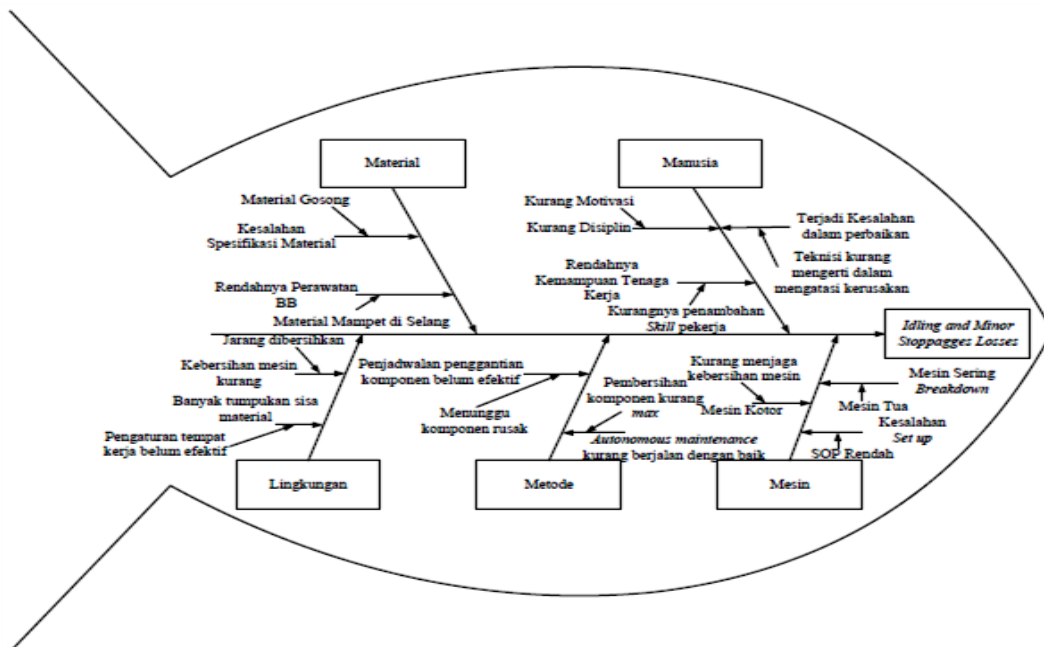 Material
Manusia
Material Gosong
Kesalahan
Spesifikasi Material
Rendahnya Perawatan
BB
Material Mampet di Selang
Kurang Motivasi
Kurang Disiplin
Terjadi Kesalahan
dalam perbaikan
Teknisi kurang
mengerti dalam
mengatasi kerusakan
Rendahnya
Kemampuan Tenaga
Kerja
Kurangnya penambahan
Skill pekerja
Idling and Minor
Stoppagges Losses
Jarang dibersihkan
Kebersihan mesin
kurang
Banyak tumpukan sisa
material
Pengaturan tempat
kerja belum efektif
Penjadwalan penggantian
komponen belum efektif
Menunggu
komponen rusak
Pembersihan
komponen kurang
max
Autonomous maintenance
kurang berjalan dengan baik
Kurang menjaga
kebersihan mesin
Mesin Kotor
Mesin Sering
Breakdown
Mesin Tua
Kesalahan
Set up
SOP Rendah
Lingkungan
Metode
Mesin